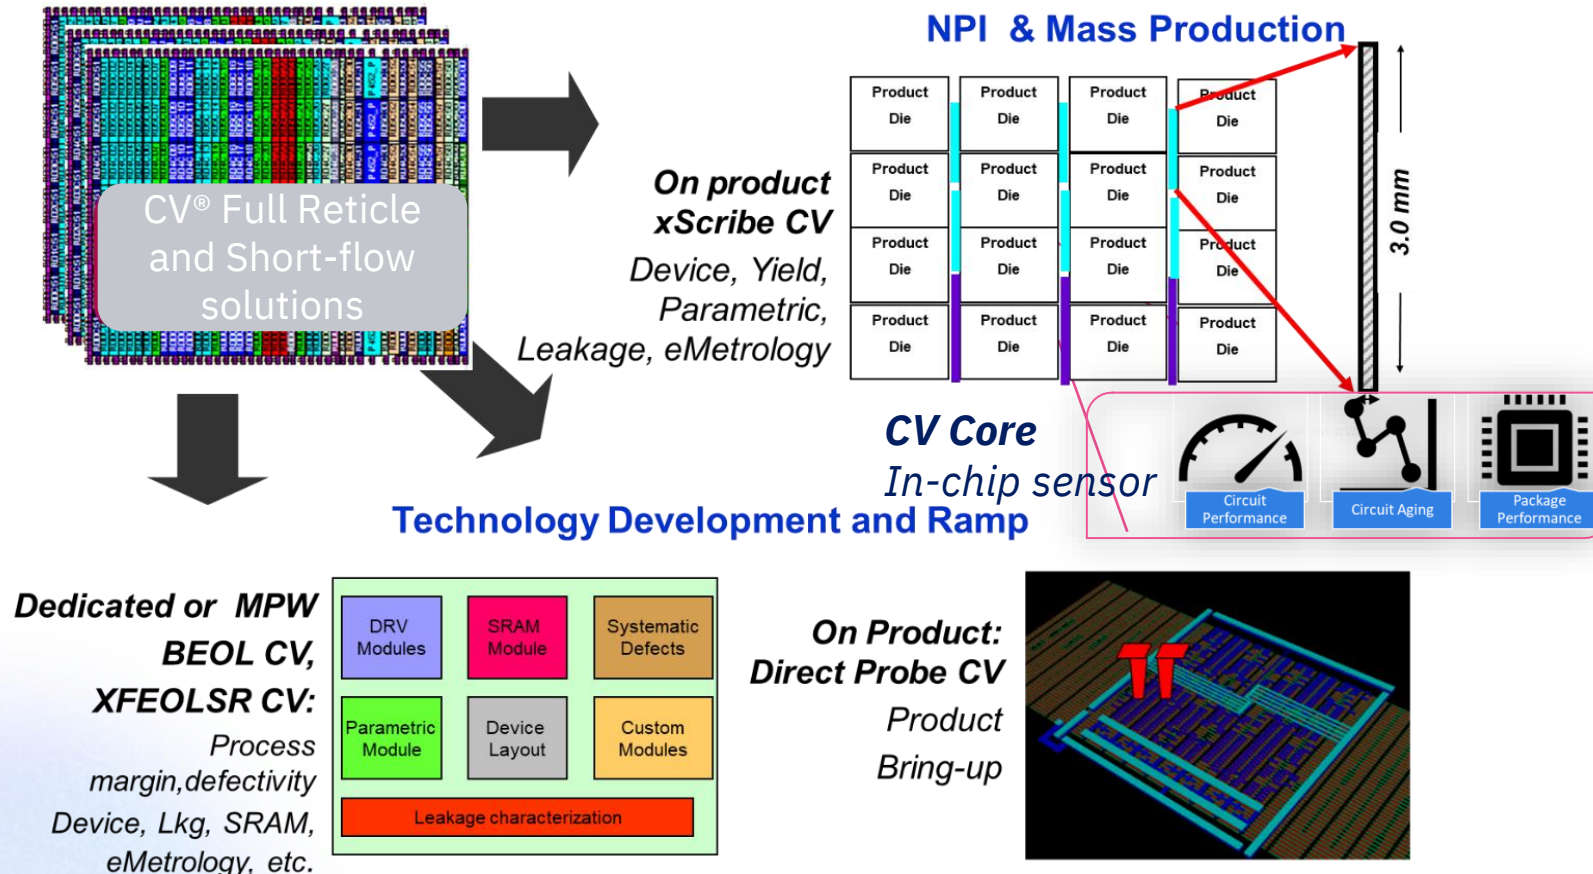 NPI & Mass Production
CV® Full Reticle
and Short-flow
solutions
On product
xScribe CV
Device, Yield,
Parametric,
Leakage, eMetrology
Product Product Product Product
Die Die Die Die
Product Product Product Product
Die Die Die Die
Product Product Product Product
Die Die Die Die
Product Product Product Product
Die Die Die Die
3.0 mm
CV Core
In-chip sensor
Circuit
Performance
Circuit Aging
Package
Performance
Technology Development and Ramp
Dedicated or MPW
BEOL CV,
XFEOLSR CV:
Process
margin,defectivity
Device, Lkg, SRAM,
eMetrology, etc.
DRV
Modules
SRAM
Module
Systematic
Defects
Parametric
Module
Device
Layout
Custom
Modules
Leakage characterization
On Product:
Direct Probe CV
Product
Bring-up